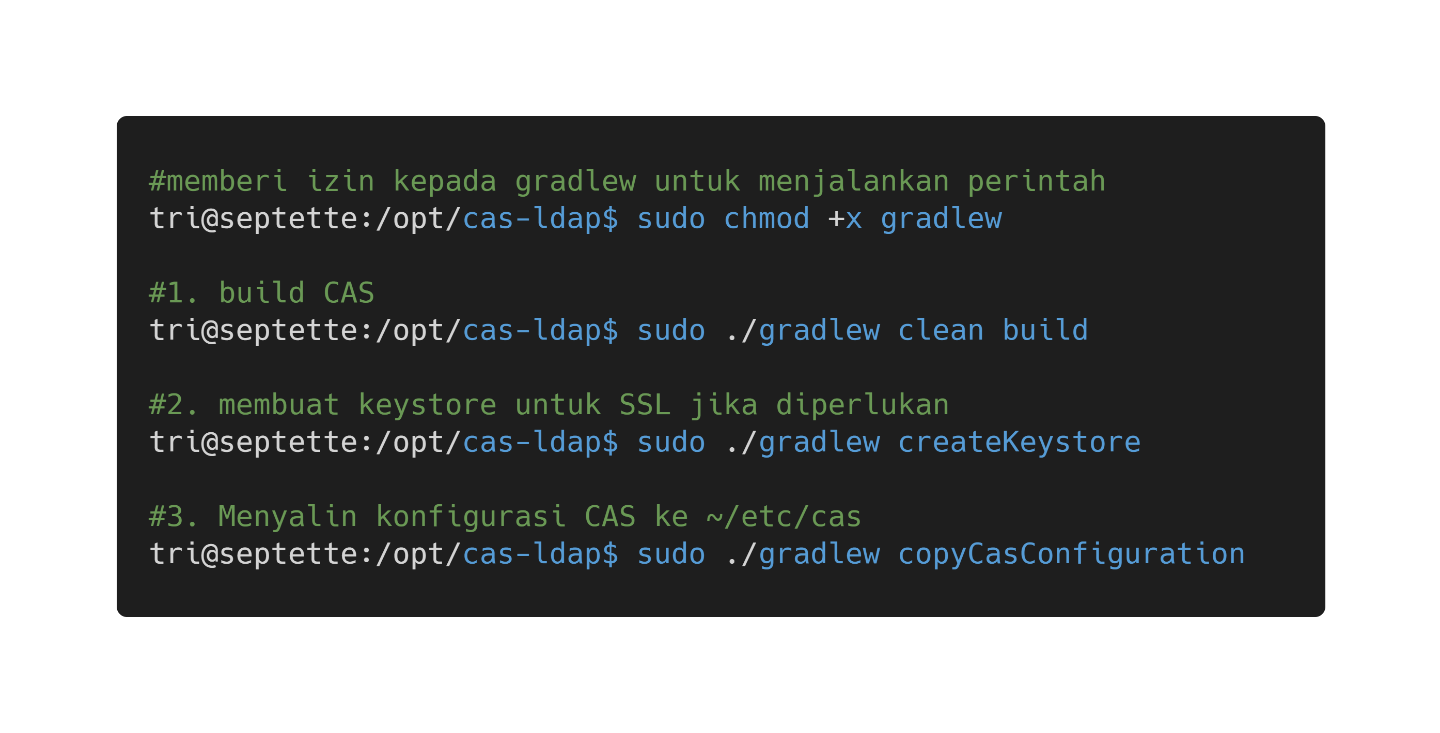 #memberi izin kepada gradlew untuk menjalankan perintah
tri@septette:/opt/cas-ldap$ sudo chmod +x gradlew
#1. build CAS
tri@septette:/opt/cas-ldap$ sudo ./gradlew clean build
#2. membuat keystore untuk SSL jika diperlukan
tri@septette:/opt/cas-ldap$ sudo ./gradlew createKeystore
#3. Menyalin konfigurasi CAS ke ~/etc/cas
tri@septette:/opt/cas-ldap$ sudo ./gradlew copyCasConfiguration